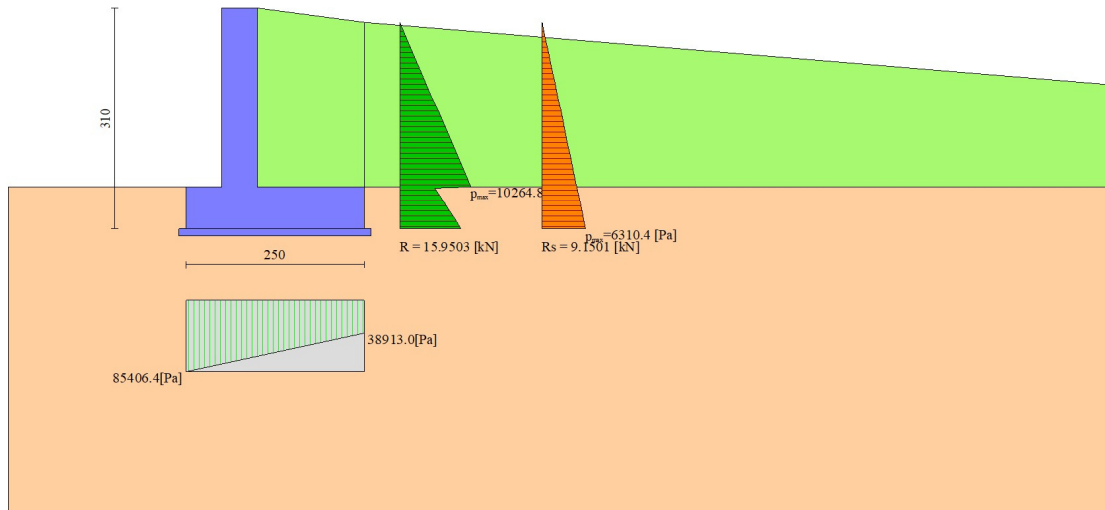 310
p_max=10264.8
p_max=6310.4 [Pa]
R = 15.9503 [kN]
Rs = 9.1501 [kN]
250
38913.0[Pa]
85406.4[Pa]